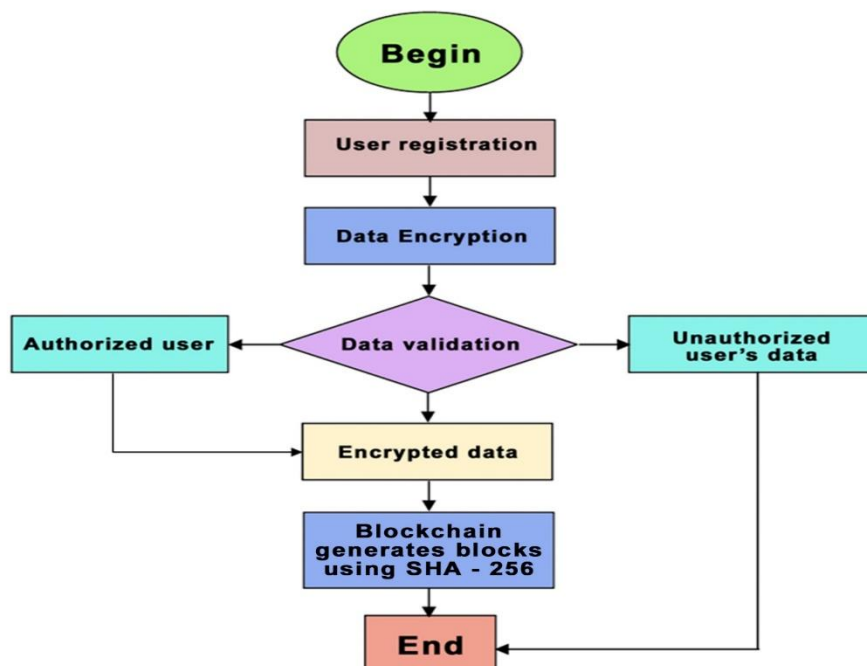 Begin
User registration
Data Encryption
Authorized user
Data validation
Unauthorized
user’s data
Encrypted data
Blockchain
generates blocks
using SHA - 256
End